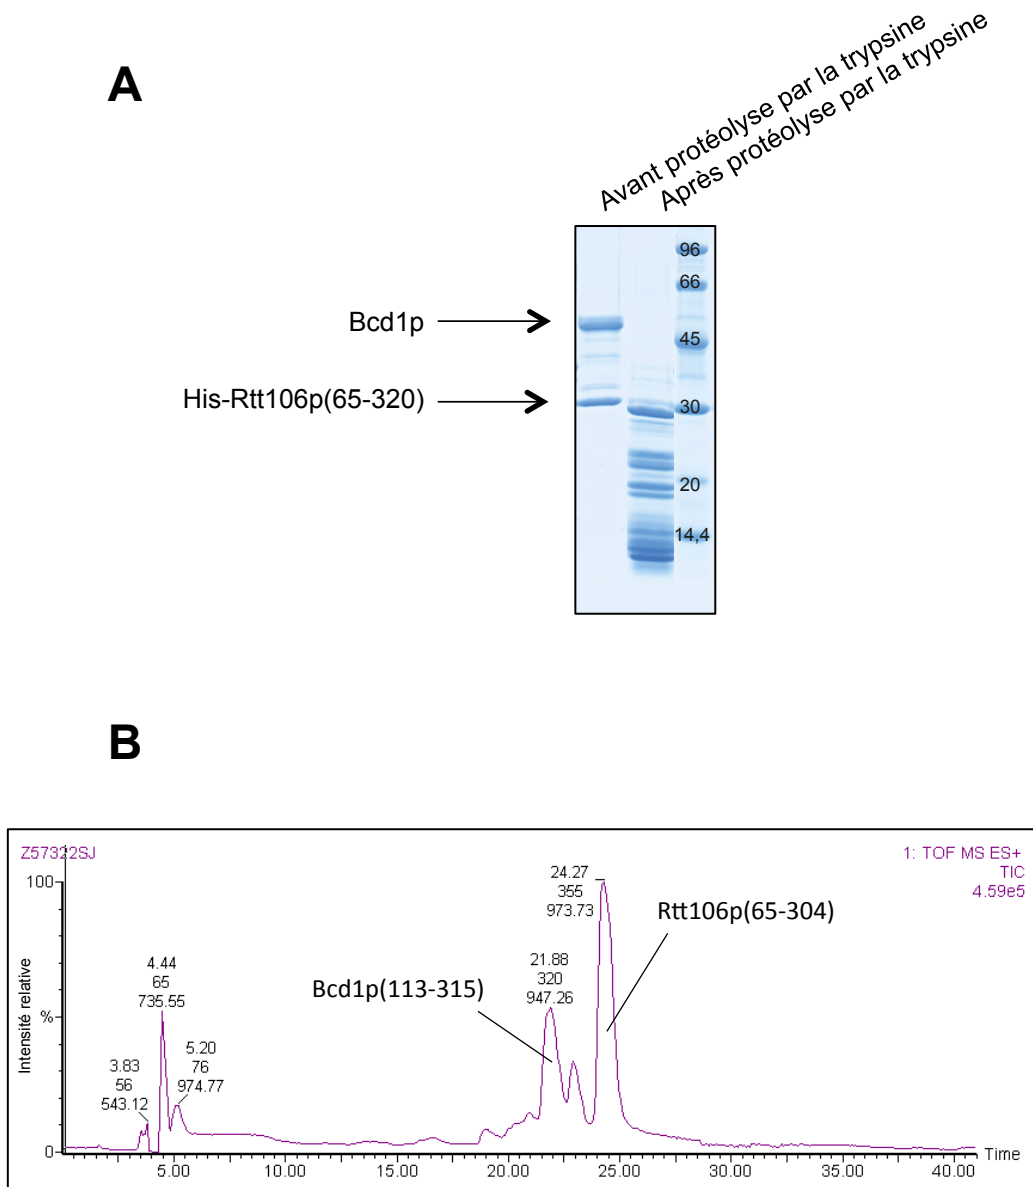 A
Avant protéolyse par la trypsine
Après protéolyse par la trypsine
96
66
Bcd1p
45
His-Rtt106p(65-320)
30
20
14,4
B
Z57322SJ
1: TOF MS ES+
TIC
4.59e5
100
%
0
Intensité relative
3.83
56
543.12
4.44
65
735.55
5.20
76
974.77
Bcd1p(113-315)
21.88
320
947.26
24.27
355
973.73
Rtt106p(65-304)
Time
5.00
10.00
15.00
20.00
25.00
30.00
35.00
40.00